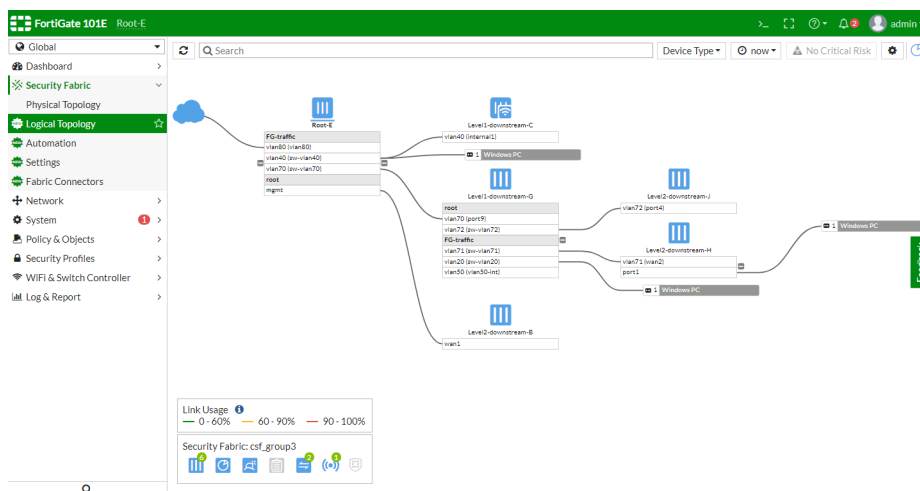 FortiGate 101E Root-E
>_ 2 admin
Global
Dashboard
Security Fabric
Physical Topology
Logical Topology
Automation
Settings
Fabric Connectors
Network
System 1
Policy & Objects
Security Profiles
WiFi & Switch Controller
Log & Report
Search Device Type now No Critical Risk
Root-E
FG-traffic
vlan80 (vlan80)
vlan40 (sw-vlan40)
vlan70 (sw-vlan70)
root
mgmt
Level1-downstream-C
vlan40 (internal1)
1 Windows PC
Level1-downstream-G
root
vlan70 (port9)
vlan72 (sw-vlan72)
FG-traffic
vlan71 (sw-vlan71)
vlan20 (sw-vlan20)
vlan50 (vlan50-int)
Level2-downstream-J
vlan72 (port4)
Level2-downstream-H
vlan71 (wan2)
port1
1 Windows PC
1 Windows PC
Level2-downstream-B
wan1
Link Usage
0 - 60% 60 - 90% 90 - 100%
Security Fabric: csf_group3
6 2 1